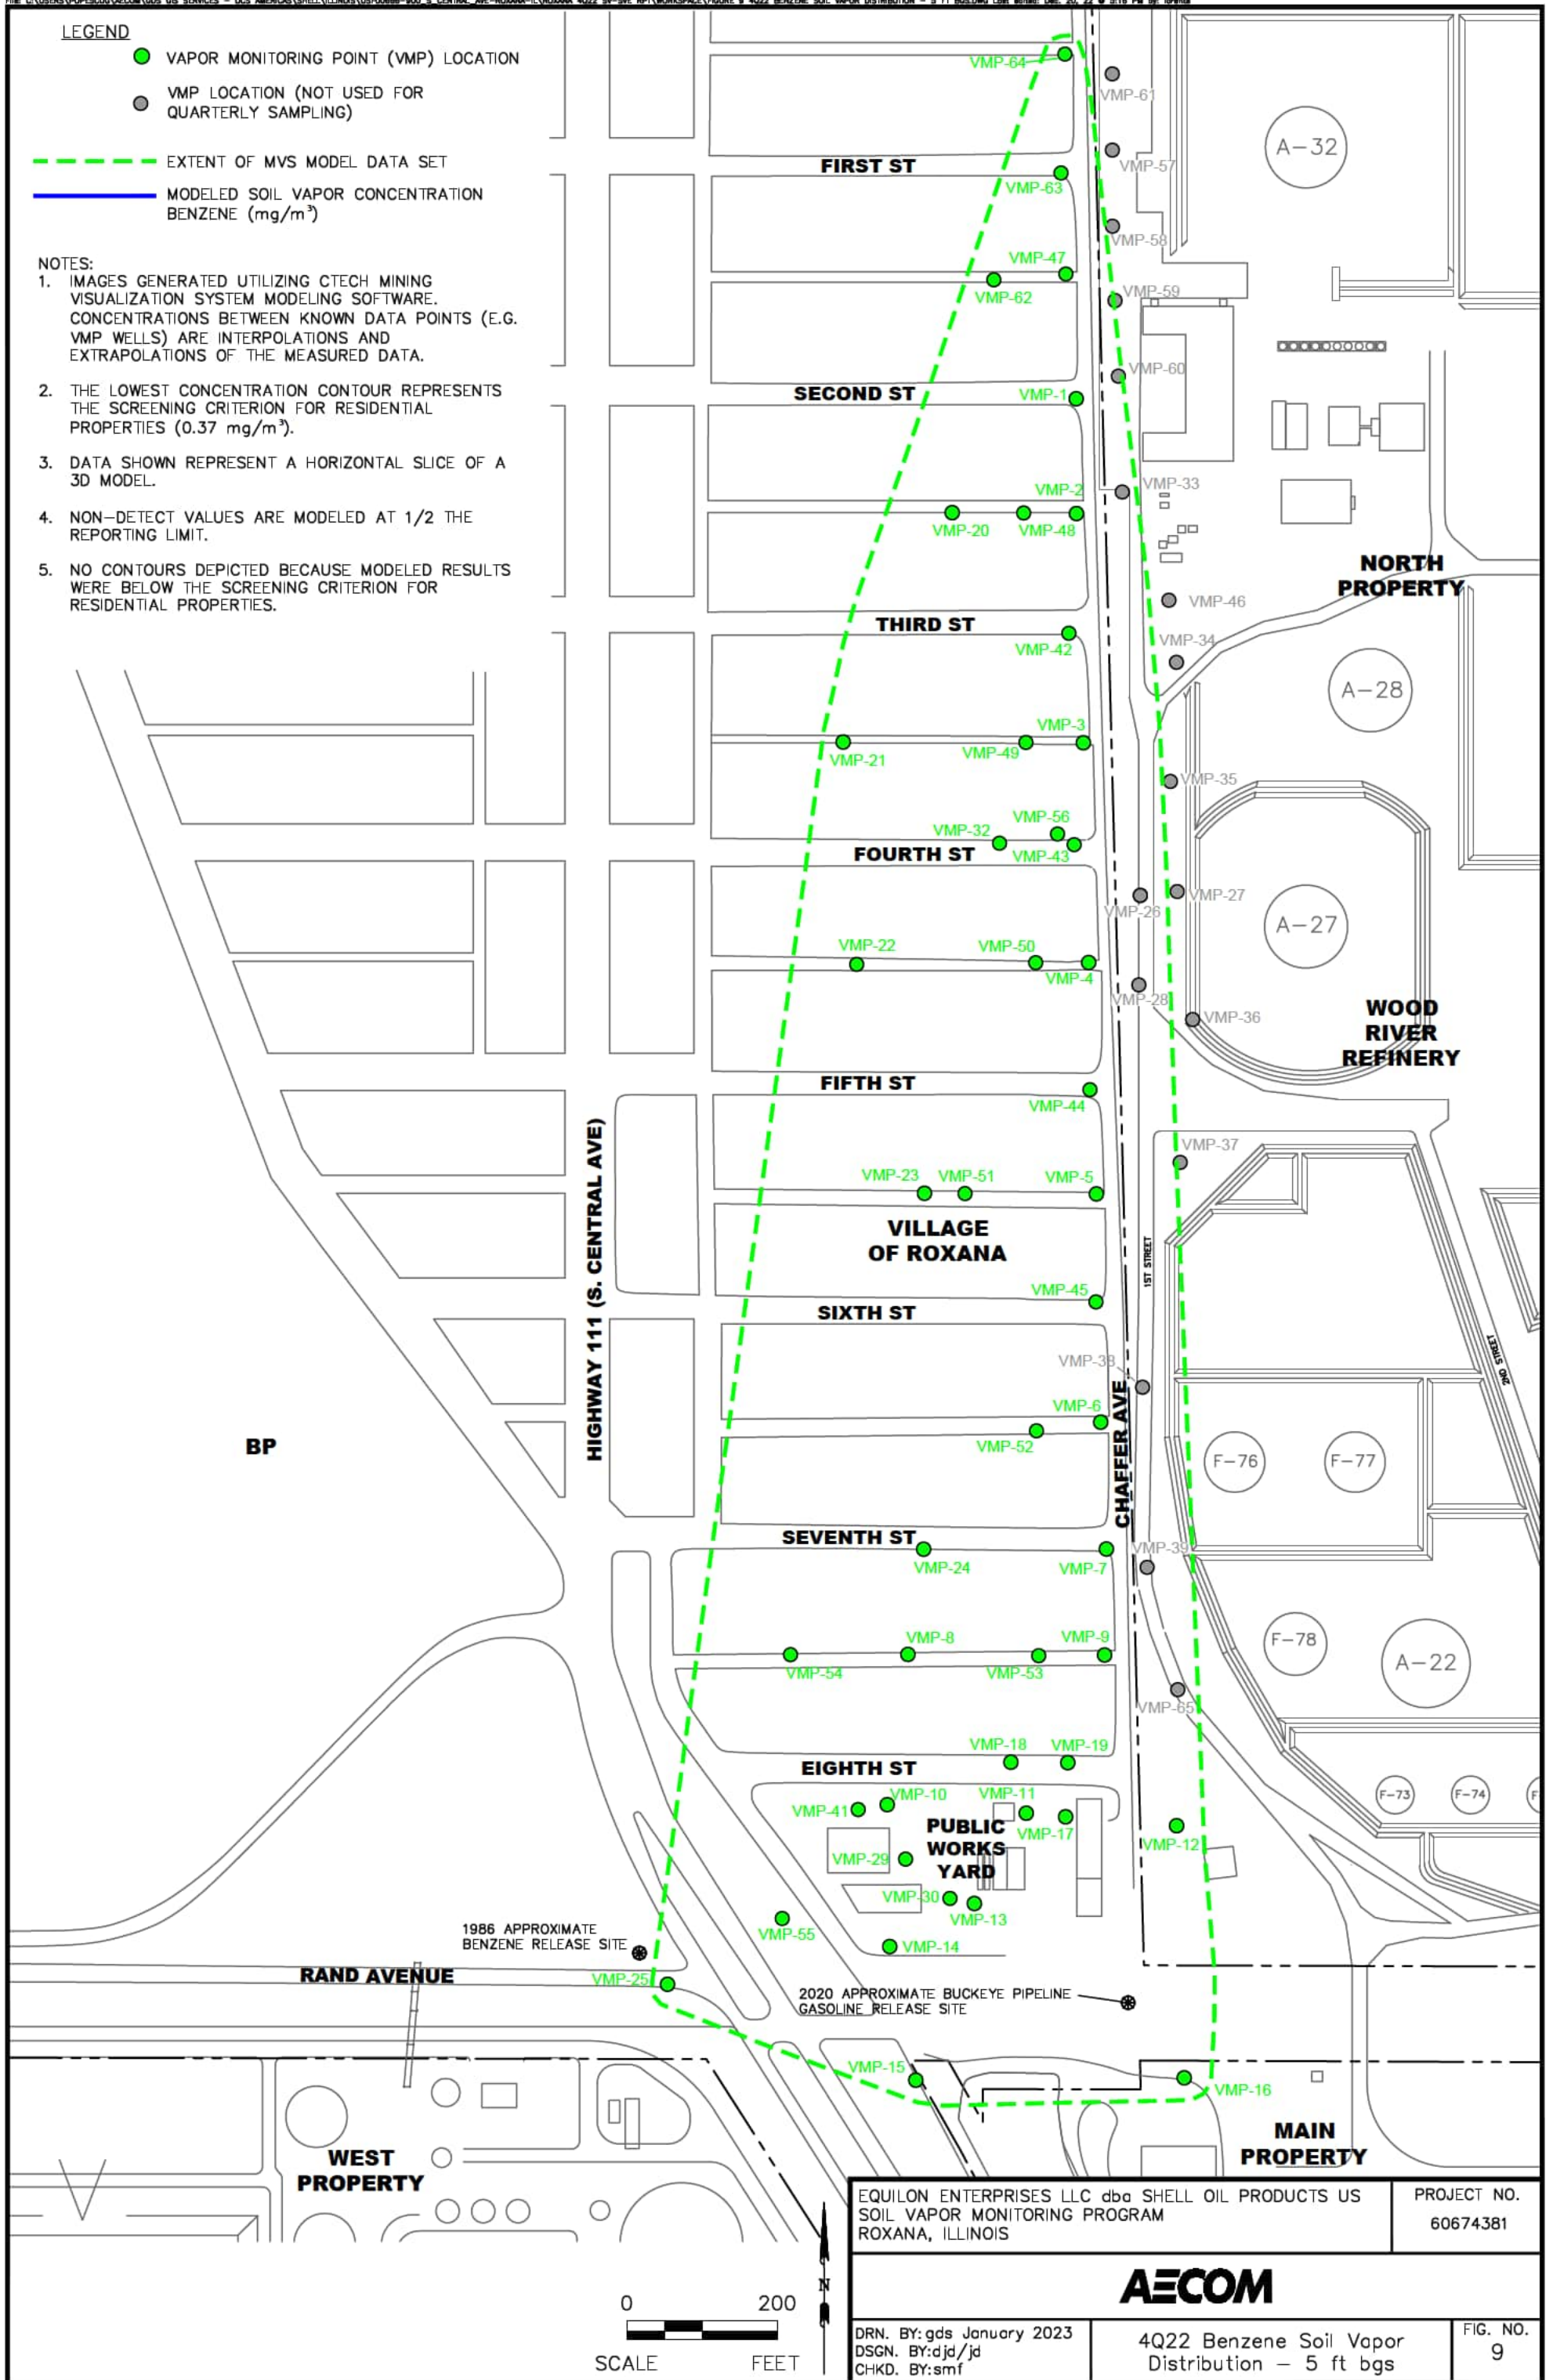 LEGEND
VAPOR MONITORING POINT (VMP) LOCATION
VMP LOCATION (NOT USED FOR
QUARTERLY SAMPLING)
EXTENT OF MVS MODEL DATA SET
MODELED SOIL VAPOR CONCENTRATION
BENZENE (mg/m³)
NOTES:
1. IMAGES GENERATED UTILIZING CTECH MINING
VISUALIZATION SYSTEM MODELING SOFTWARE.
CONCENTRATIONS BETWEEN KNOWN DATA POINTS (E.G.
VMP WELLS) ARE INTERPOLATIONS AND
EXTRAPOLATIONS OF THE MEASURED DATA.
2. THE LOWEST CONCENTRATION CONTOUR REPRESENTS
THE SCREENING CRITERION FOR RESIDENTIAL
PROPERTIES (0.37 mg/m³).
3. DATA SHOWN REPRESENT A HORIZONTAL SLICE OF A
3D MODEL.
4. NON-DETECT VALUES ARE MODELED AT 1/2 THE
REPORTING LIMIT.
5. NO CONTOURS DEPICTED BECAUSE MODELED RESULTS
WERE BELOW THE SCREENING CRITERION FOR
RESIDENTIAL PROPERTIES.
VMP-64
VMP-61
A-32
FIRST ST
VMP-57
VMP-63
VMP-58
VMP-47
VMP-62
VMP-59
VMP-60
SECOND ST
VMP-1
VMP-33
VMP-2
VMP-20
VMP-48
NORTH
PROPERTY
VMP-46
THIRD ST
VMP-42
VMP-34
A-28
VMP-3
VMP-21
VMP-49
VMP-35
VMP-56
VMP-32
VMP-43
FOURTH ST
VMP-27
VMP-26
A-27
VMP-22
VMP-50
VMP-4
VMP-28
VMP-36
WOOD
RIVER
REFINERY
FIFTH ST
VMP-44
VMP-37
VMP-23
VMP-51
VMP-5
VILLAGE
OF ROXANA
HIGHWAY 111 (S. CENTRAL AVE)
1ST STREET
VMP-45
SIXTH ST
2ND STREET
VMP-38
VMP-6
VMP-52
CHAFFER AVE
BP
F-76
F-77
SEVENTH ST
VMP-24
VMP-7
VMP-39
VMP-8
VMP-9
VMP-54
VMP-53
F-78
A-22
VMP-65
VMP-18
VMP-19
EIGHTH ST
VMP-10
VMP-11
VMP-41
F-73
F-74
PUBLIC
WORKS
YARD
VMP-17
VMP-12
VMP-29
VMP-30
VMP-13
VMP-55
VMP-14
1986 APPROXIMATE
BENZENE RELEASE SITE
RAND AVENUE
VMP-25
2020 APPROXIMATE BUCKEYE PIPELINE
GASOLINE RELEASE SITE
VMP-15
VMP-16
WEST
PROPERTY
MAIN
PROPERTY
EQUILON ENTERPRISES LLC dba SHELL OIL PRODUCTS US
SOIL VAPOR MONITORING PROGRAM
ROXANA, ILLINOIS
PROJECT NO.
60674381
AECOM
N
0 200
SCALE FEET
DRN. BY: gds January 2023
DSGN. BY:djd/jd
CHKD. BY:smf
4Q22 Benzene Soil Vapor
Distribution - 5 ft bgs
FIG. NO.
9